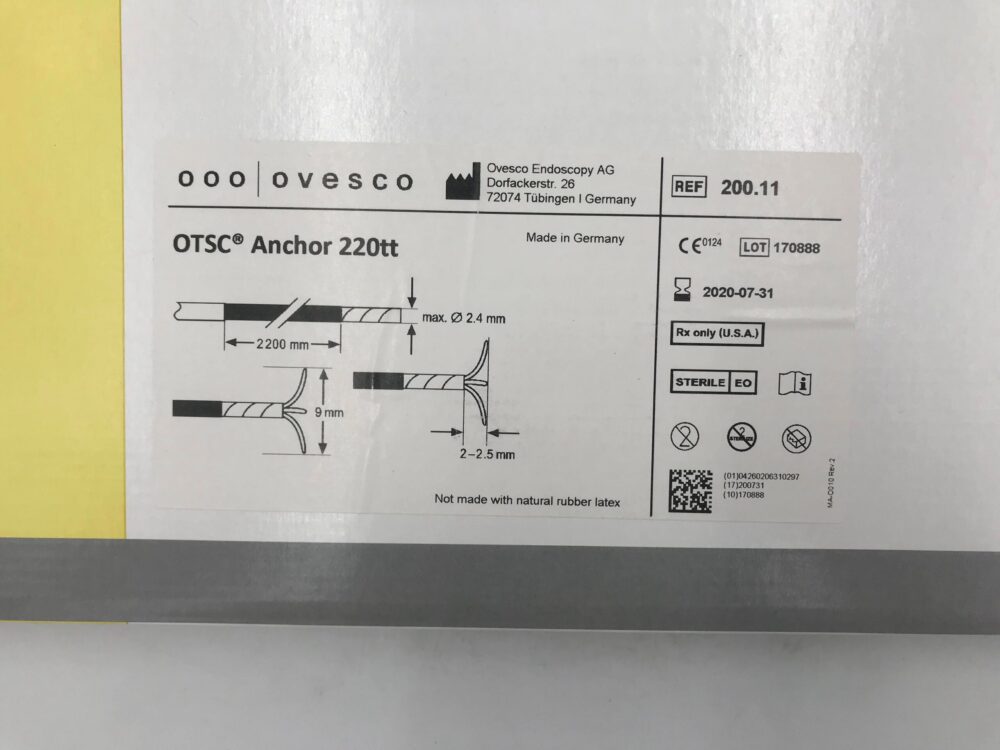 ooo | ovesco
Ovesco Endoscopy AG
Dorfackerstr. 26
72074 Tübingen I Germany
REF 200.11
OTSC® Anchor 220tt
Made in Germany
CE 0124 LOT 170888
2020-07-31
max. Ø 2.4 mm
2200 mm
Rx only (U.S.A.)
9 mm
STERILE EO
2–2.5 mm
2
2 STERILIZE
Not made with natural rubber latex
(01)04260206310297
(17)200731
(10)170888
MA-D010 Rev 2